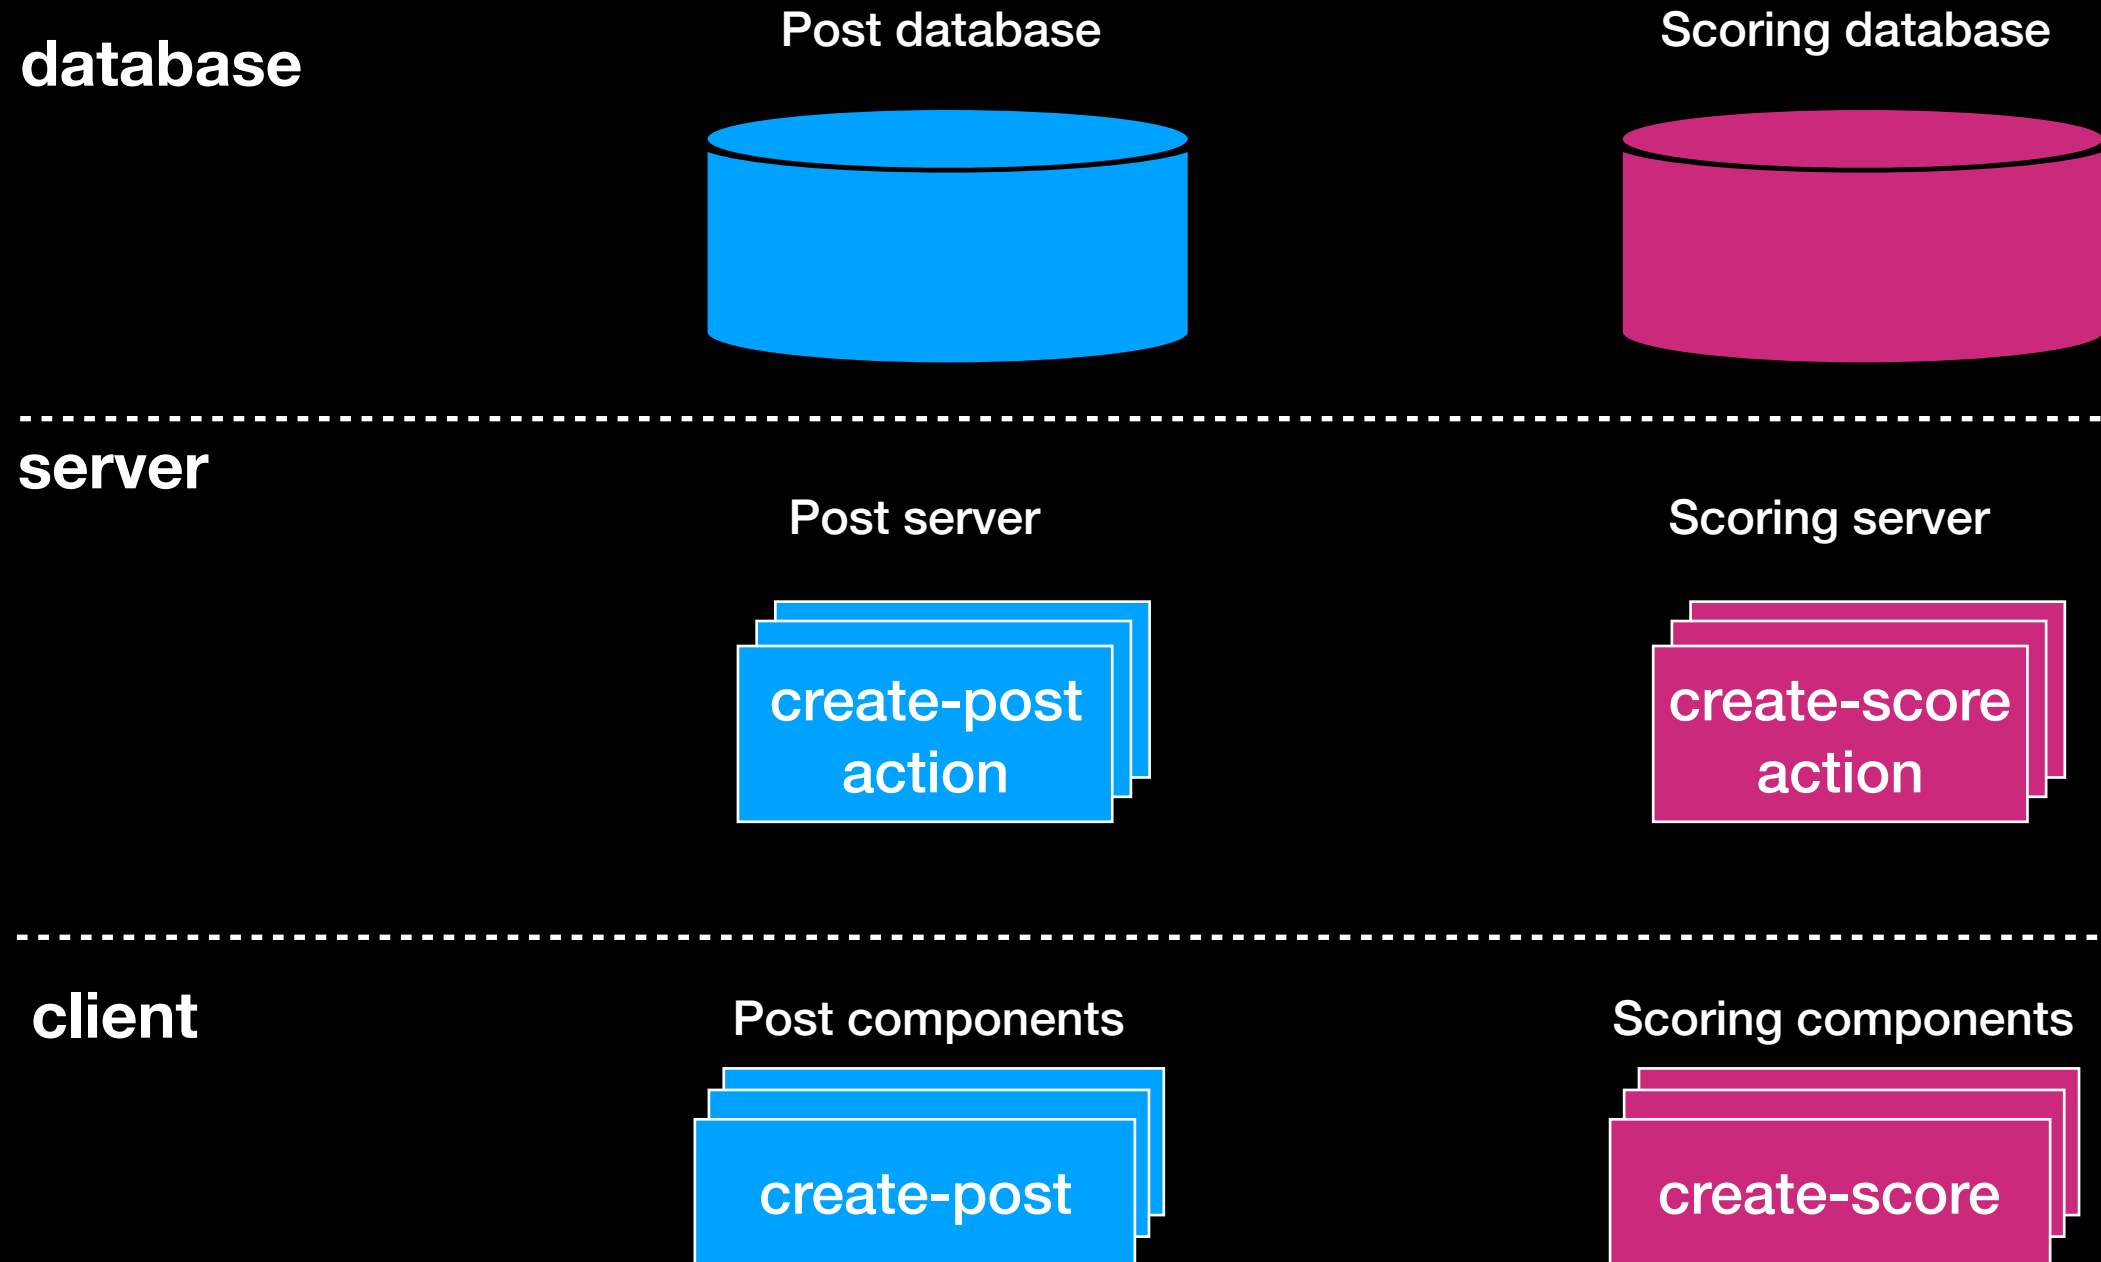 database
Post database
Scoring database
server
Post server
Scoring server
create-post
action
create-score
action
client
Post components
Scoring components
create-post
create-score